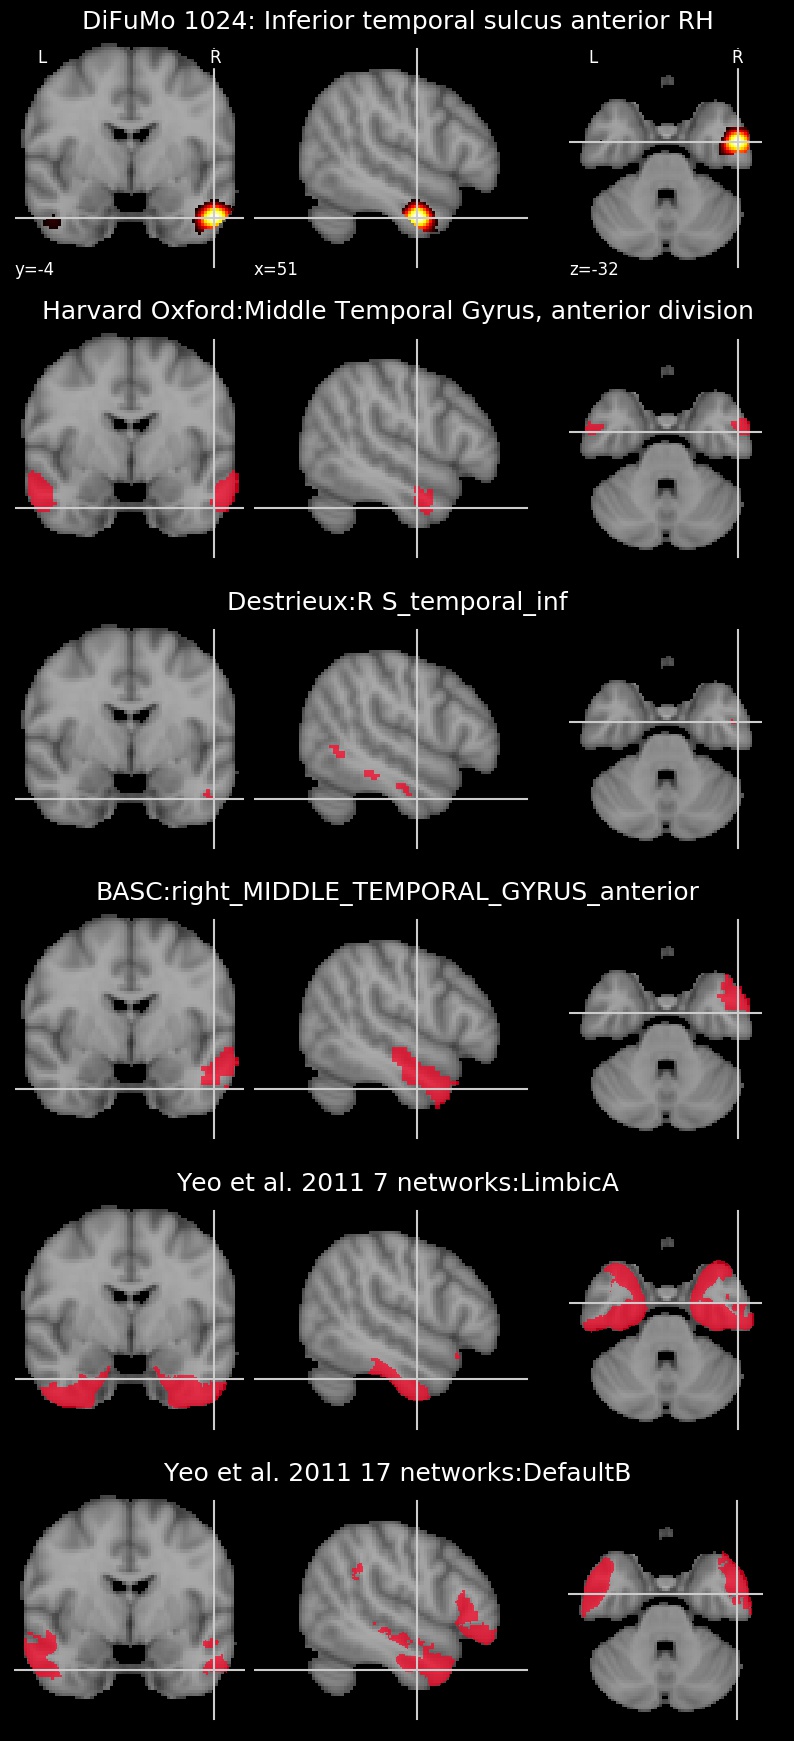 DiFuMo 1024: Inferior temporal sulcus anterior RH
L R L R
y=-4 x=51 z=-32
Harvard Oxford:Middle Temporal Gyrus, anterior division
Destrieux:R S_temporal_inf
BASC:right_MIDDLE_TEMPORAL_GYRUS_anterior
Yeo et al. 2011 7 networks:LimbicA
Yeo et al. 2011 17 networks:DefaultB